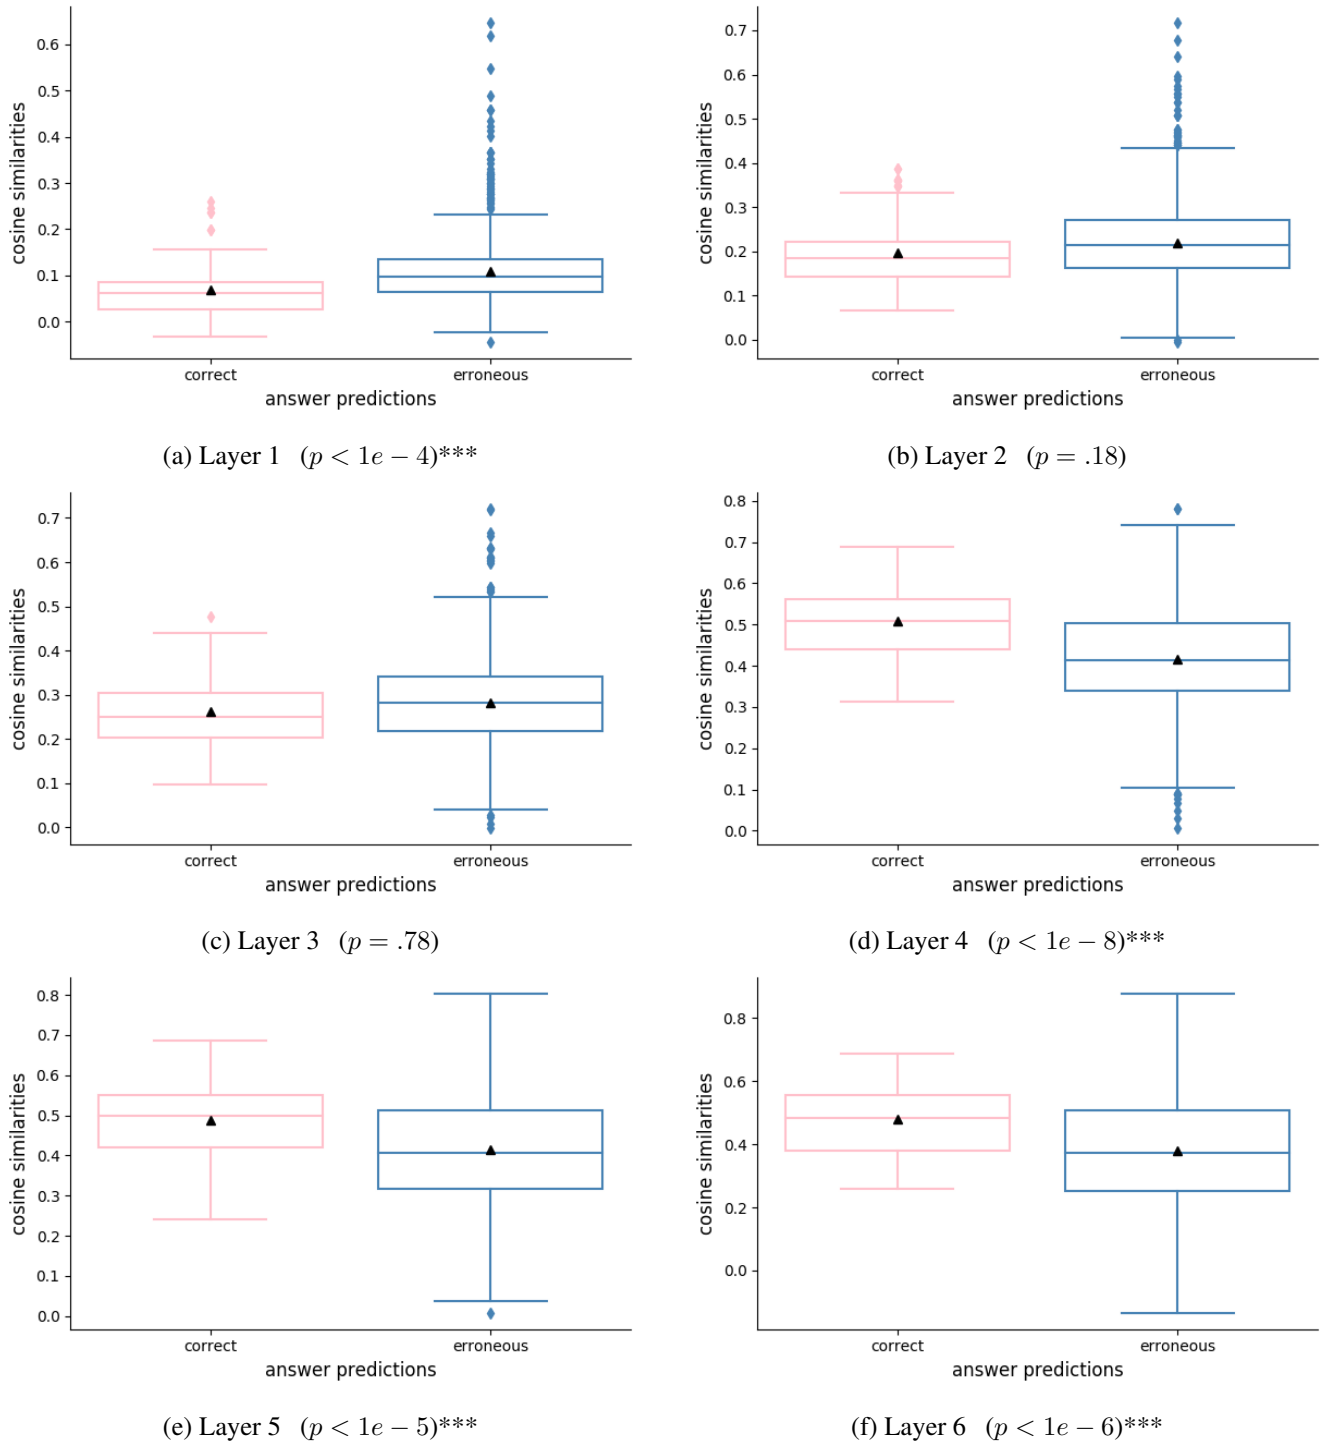 0.6
0.5
0.4
0.3
0.2
0.1
0.0
cosine similarities
correct
erroneous
answer predictions
(a) Layer 1 (p < 1e − 4)***
0.7
0.6
0.5
0.4
0.3
0.2
0.1
0.0
cosine similarities
correct
erroneous
answer predictions
(b) Layer 2 (p = .18)
0.7
0.6
0.5
0.4
0.3
0.2
0.1
0.0
cosine similarities
correct
erroneous
answer predictions
(c) Layer 3 (p = .78)
0.8
0.7
0.6
0.5
0.4
0.3
0.2
0.1
0.0
cosine similarities
correct
erroneous
answer predictions
(d) Layer 4 (p < 1e − 8)***
0.8
0.7
0.6
0.5
0.4
0.3
0.2
0.1
0.0
cosine similarities
correct
erroneous
answer predictions
(e) Layer 5 (p < 1e − 5)***
0.8
0.6
0.4
0.2
0.0
cosine similarities
correct
erroneous
answer predictions
(f) Layer 6 (p < 1e − 6)***